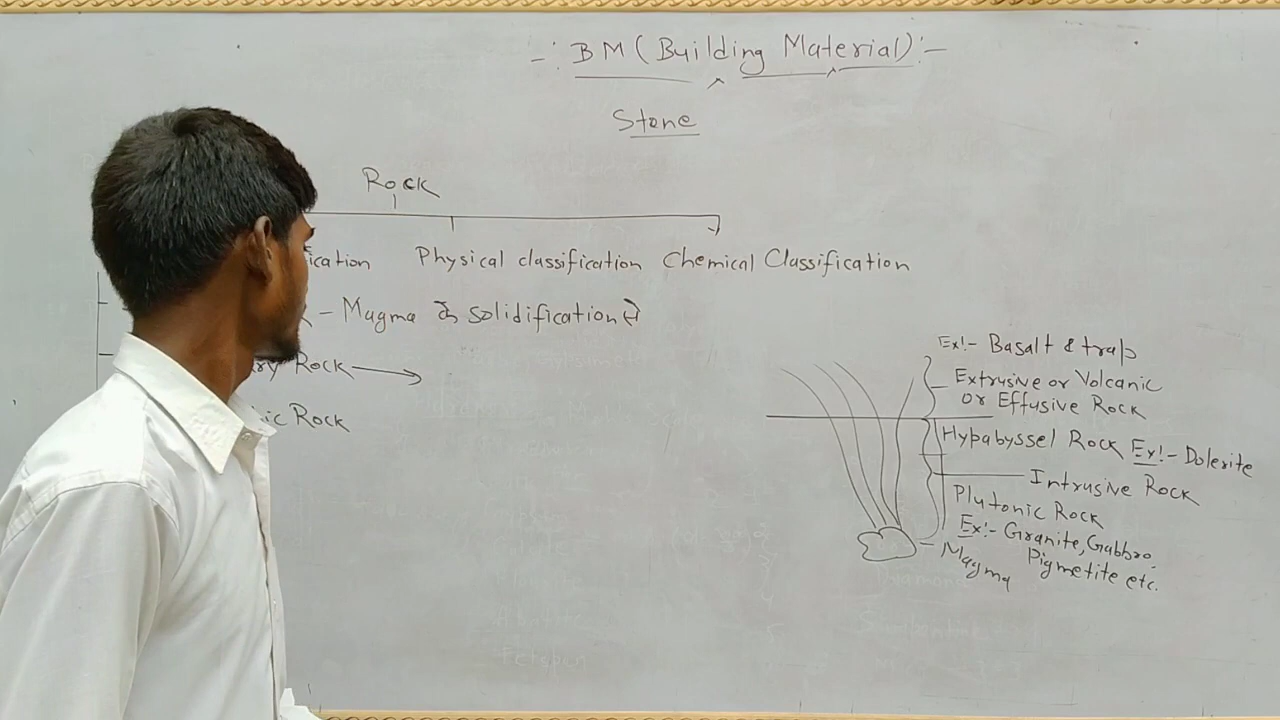 -: BM (Building Material) :-
Stone
Rock
ication Physical classification Chemical Classification
- Magma के solidification से
ry Rock →
ic Rock
Ex:- Basalt & trap
Extrusive or Volcanic
or Effusive Rock
Hypabyssel Rock Ex:- Dolerite
Intrusive Rock
Plutonic Rock
Ex:- Granite, Gabbro,
Pigmetite etc.
Magma